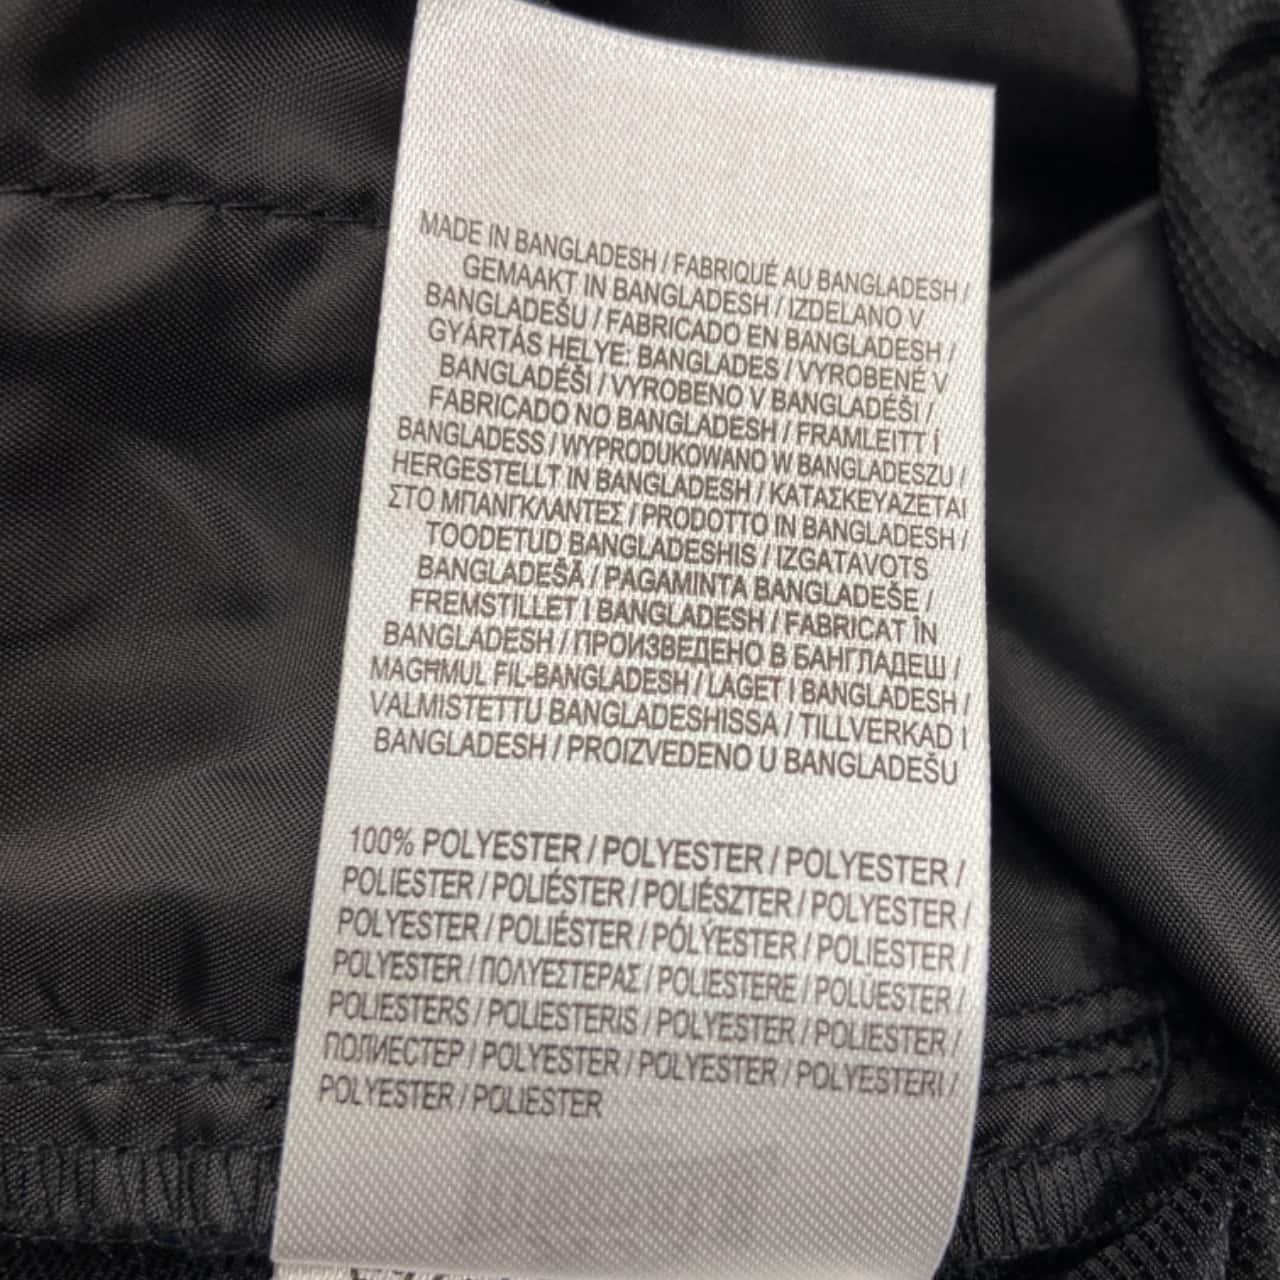 MADE IN BANGLADESH / FABRIQUÉ AU BANGLADESH /
GEMAAKT IN BANGLADESH / IZDELANO V
BANGLADEŠU / FABRICADO EN BANGLADESH /
GYÁRTÁS HELYE: BANGLADES / VYROBENÉ V
BANGLADÉŠI / VYROBENO V BANGLADÉŠI /
FABRICADO NO BANGLADESH / FRAMLEITT Í
BANGLADESS / WYPRODUKOWANO W BANGLADESZU /
HERGESTELLT IN BANGLADESH / ΚΑΤΑΣΚΕΥΑΖΕΤΑΙ
ΣΤΟ ΜΠΑΝΓΚΛΑΝΤΕΣ / PRODOTTO IN BANGLADESH /
TOODETUD BANGLADESHIS / IZGATAVOTS
BANGLADEŠĀ / PAGAMINTA BANGLADEŠE /
FREMSTILLET I BANGLADESH / FABRICAT ÎN
BANGLADESH / ПРОИЗВЕДЕНО В БАНГЛАДЕШ /
MAGĦMUL FIL-BANGLADESH / LAGET I BANGLADESH /
VALMISTETTU BANGLADESHISSA / TILLVERKAD I
BANGLADESH / PROIZVEDENO U BANGLADEŠU
100% POLYESTER / POLYESTER / POLYESTER /
POLIESTER / POLIÉSTER / POLIÉSZTER / POLYESTER /
POLYESTER / POLIÉSTER / PÓLÝESTER / POLIESTER /
POLYESTER / ΠΟΛΥΕΣΤΕΡΑΣ / POLIESTERE / POLÜESTER /
POLIESTERS / POLIESTERIS / POLYESTER / POLIESTER /
ПОЛИЕСТЕР / POLYESTER / POLYESTER / POLYESTERI /
POLYESTER / POLIESTER